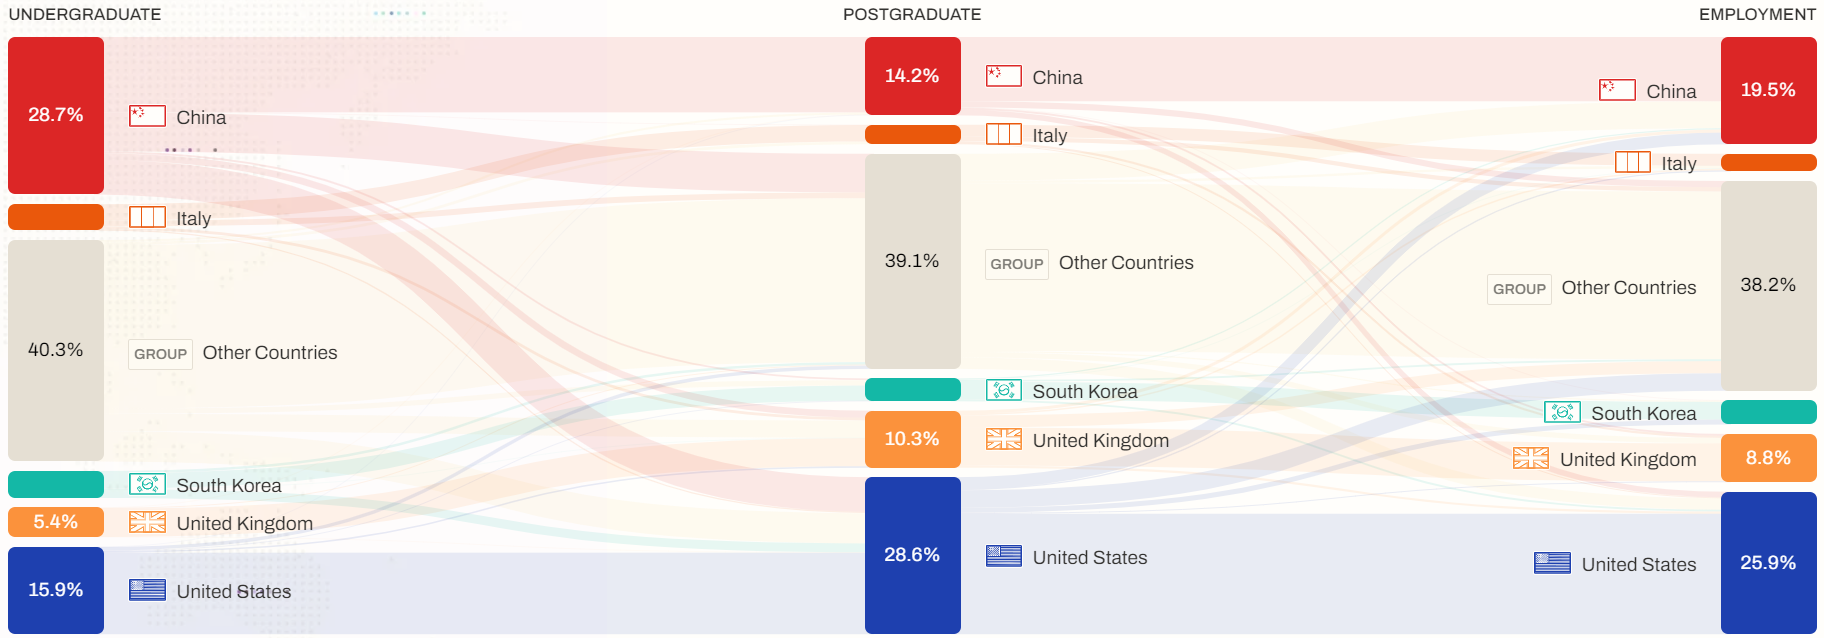 UNDERGRADUATE
POSTGRADUATE
EMPLOYMENT
28.7%
China
Italy
40.3%
GROUP
Other Countries
South Korea
5.4%
United Kingdom
15.9%
United States
14.2%
China
Italy
39.1%
GROUP
Other Countries
South Korea
10.3%
United Kingdom
28.6%
United States
China
19.5%
Italy
GROUP
Other Countries
38.2%
South Korea
United Kingdom
8.8%
United States
25.9%